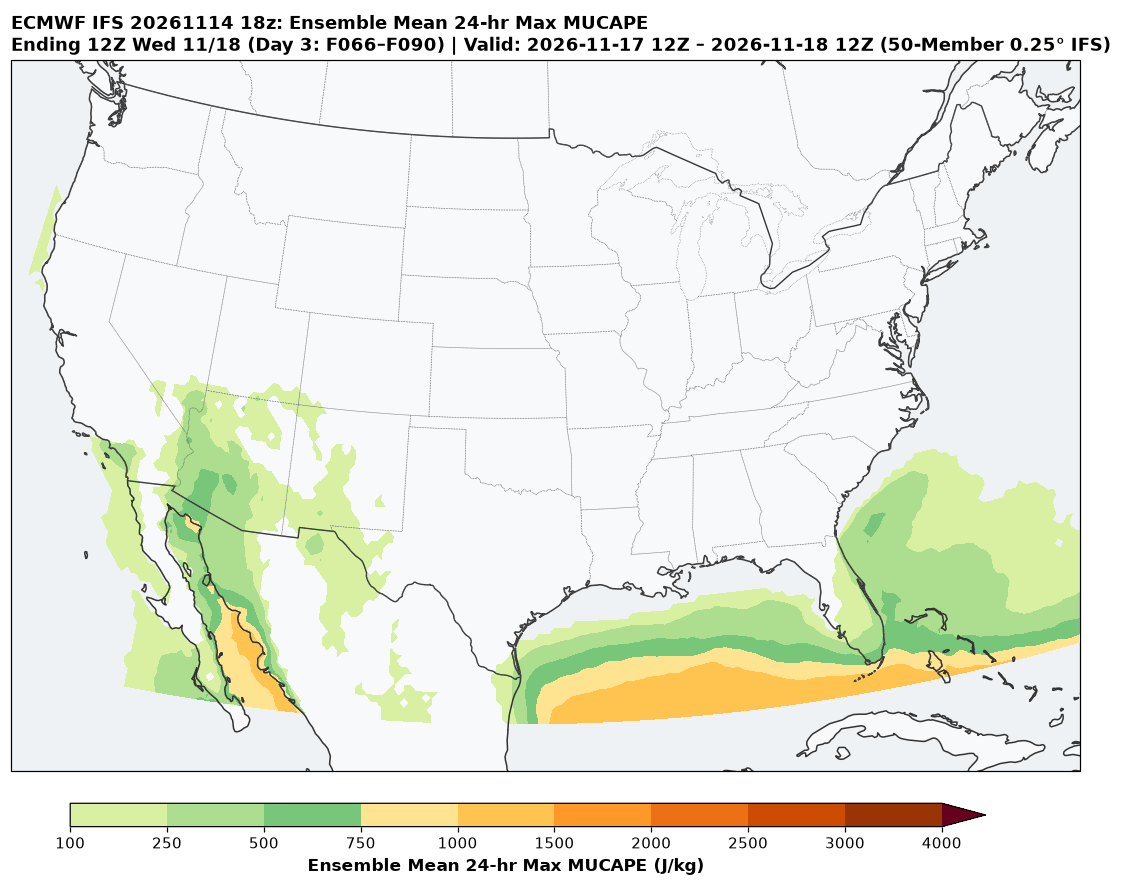 ECMWF IFS 20261114 18z: Ensemble Mean 24-hr Max MUCAPE
Ending 12Z Wed 11/18 (Day 3: F066–F090) | Valid: 2026-11-17 12Z – 2026-11-18 12Z (50-Member 0.25° IFS)
100 250 500 750 1000 1500 2000 2500 3000 4000
Ensemble Mean 24-hr Max MUCAPE (J/kg)